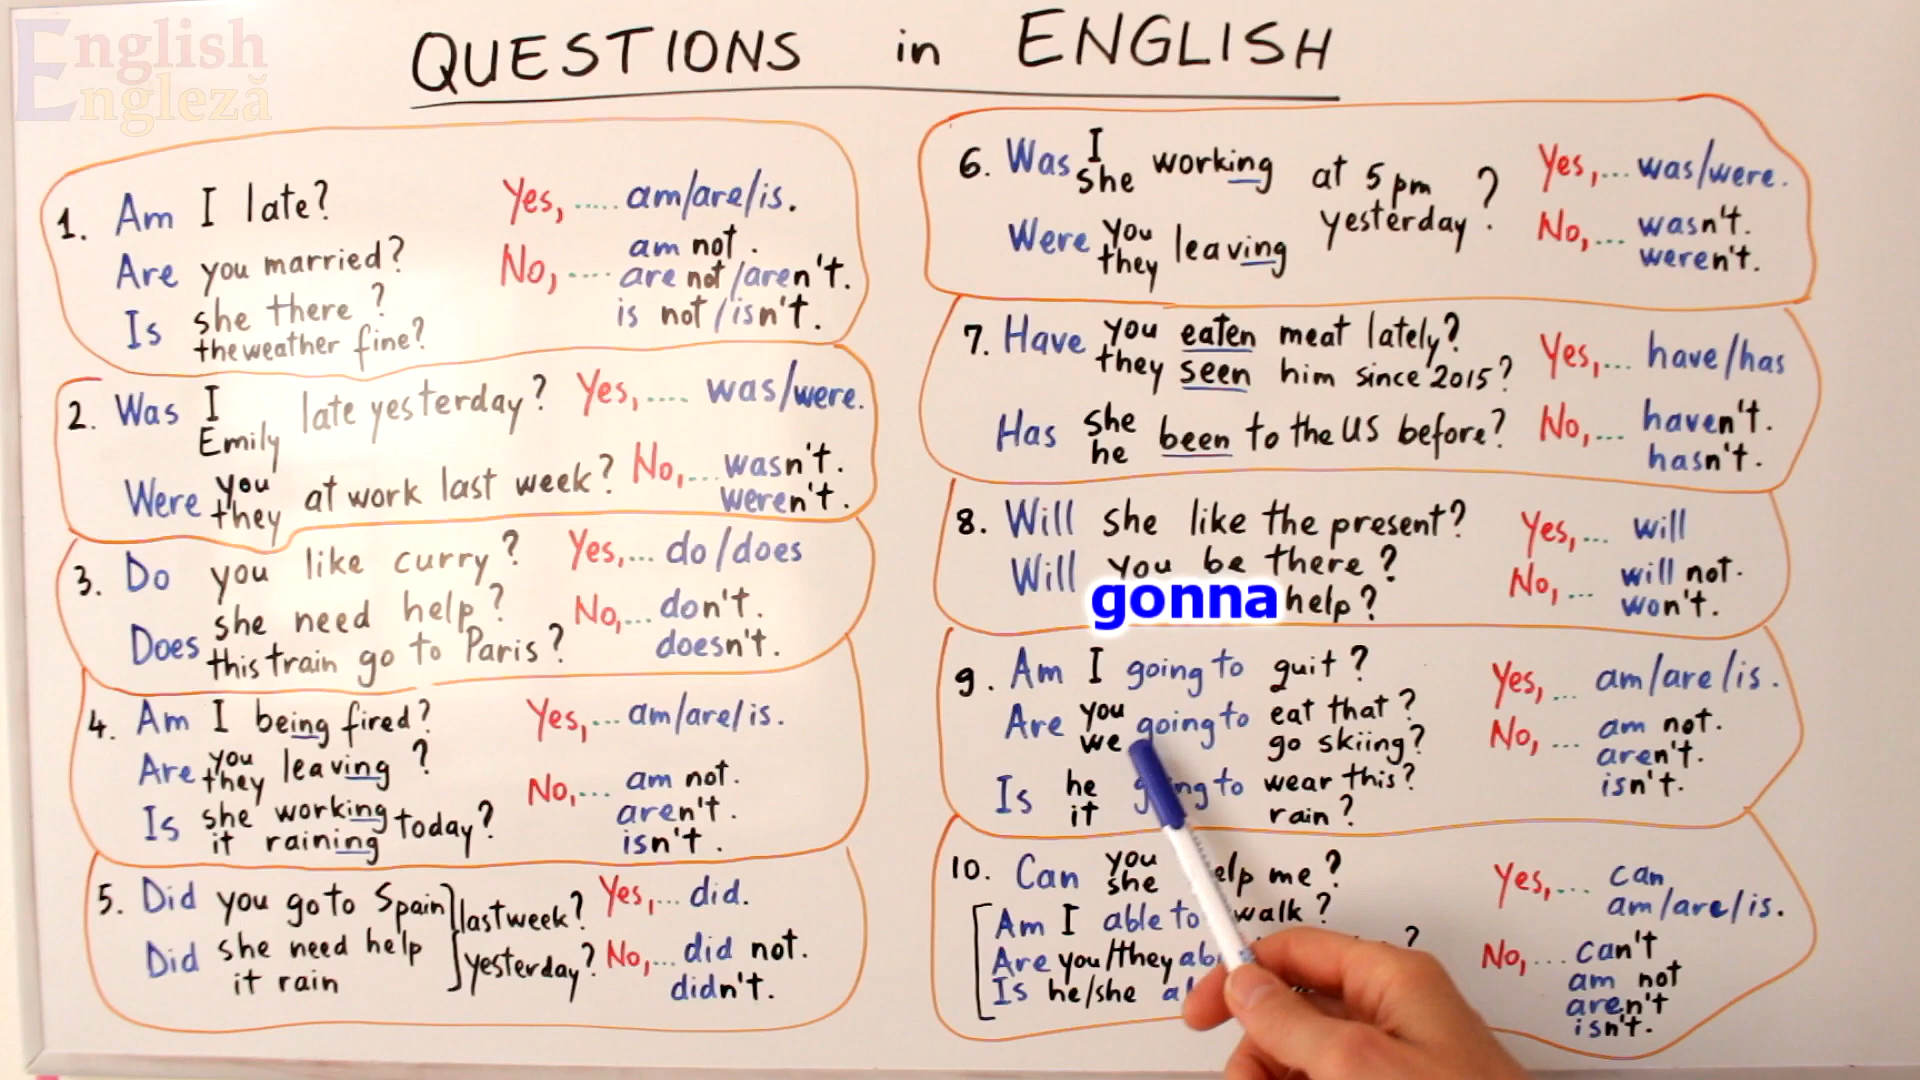 English
Engleză
QUESTIONS in ENGLISH
1. Am I late?
Are you married?
Is she there?
the weather fine?
Yes, ..... am/are/is.
No, ..... am not.
are not/aren't.
is not/isn't.
2. Was I
Emily
late yesterday?
Were you
they
at work last week?
Yes, .... was/were.
No, ... wasn't.
weren't.
3. Do you like curry?
Does she need help?
this train go to Paris?
Yes, ... do/does
No, ... don't.
doesn't.
4. Am I being fired?
Are you
they
leaving?
Is she working
it raining
today?
Yes, ... am/are/is.
No, ... am not.
aren't.
isn't.
5. Did you go to Spain
last week?
Did she need help
it rain
yesterday?
Yes, ... did.
No, ... did not.
didn't.
6. Was I
she
working
Were you
they
leaving
at 5 pm
yesterday?
Yes, ... was/were.
No, ... wasn't.
weren't.
7. Have you eaten meat lately?
they seen him since 2015?
Has she
he
been to the US before?
Yes, ... have/has
No, ... haven't.
hasn't.
8. Will she like the present?
Will you be there?
gonna help?
Yes, ... will
No, ... will not.
won't.
9. Am I going to quit?
Are you
we
going to eat that?
go skiing?
Is he
it
going to wear this?
rain?
Yes, ... am/are/is.
No, ... am not.
aren't.
isn't.
10. Can you
she
me?
Am I able to walk?
Are you/they
Is he/she
Yes, ... can
am/are/is.
No, ... can't
am not
aren't
isn't.